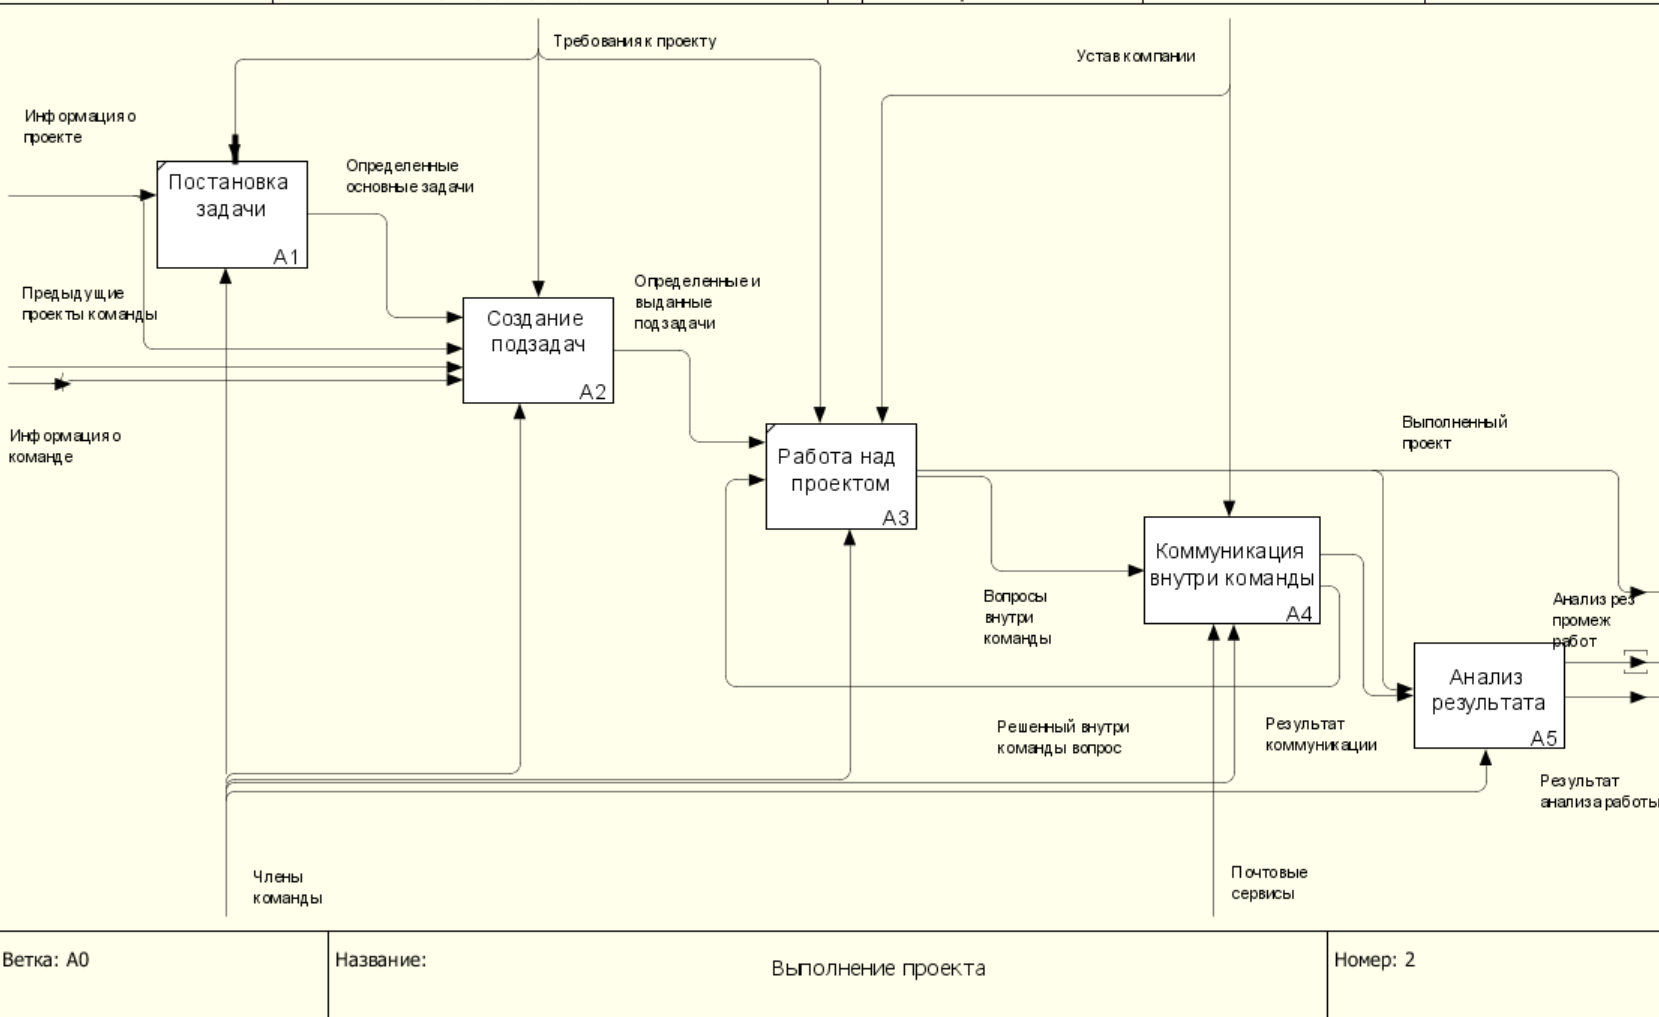 Требования к проекту
Устав компании
Информация о
проекте
Постановка
задачи
A1
Определенные
основные задачи
Предыдущие
проекты команды
Создание
подзадач
A2
Определенные и
выданные
подзадачи
Информация о
команде
Работа над
проектом
A3
Выполненный
проект
Вопросы
внутри
команды
Коммуникация
внутри команды
A4
Анализ рез
промеж
работ
Анализ
результата
A5
Решенный внутри
команды вопрос
Результат
коммуникации
Результат
анализа работы
Члены
команды
Почтовые
сервисы
Ветка: A0
Название:
Выполнение проекта
Номер: 2